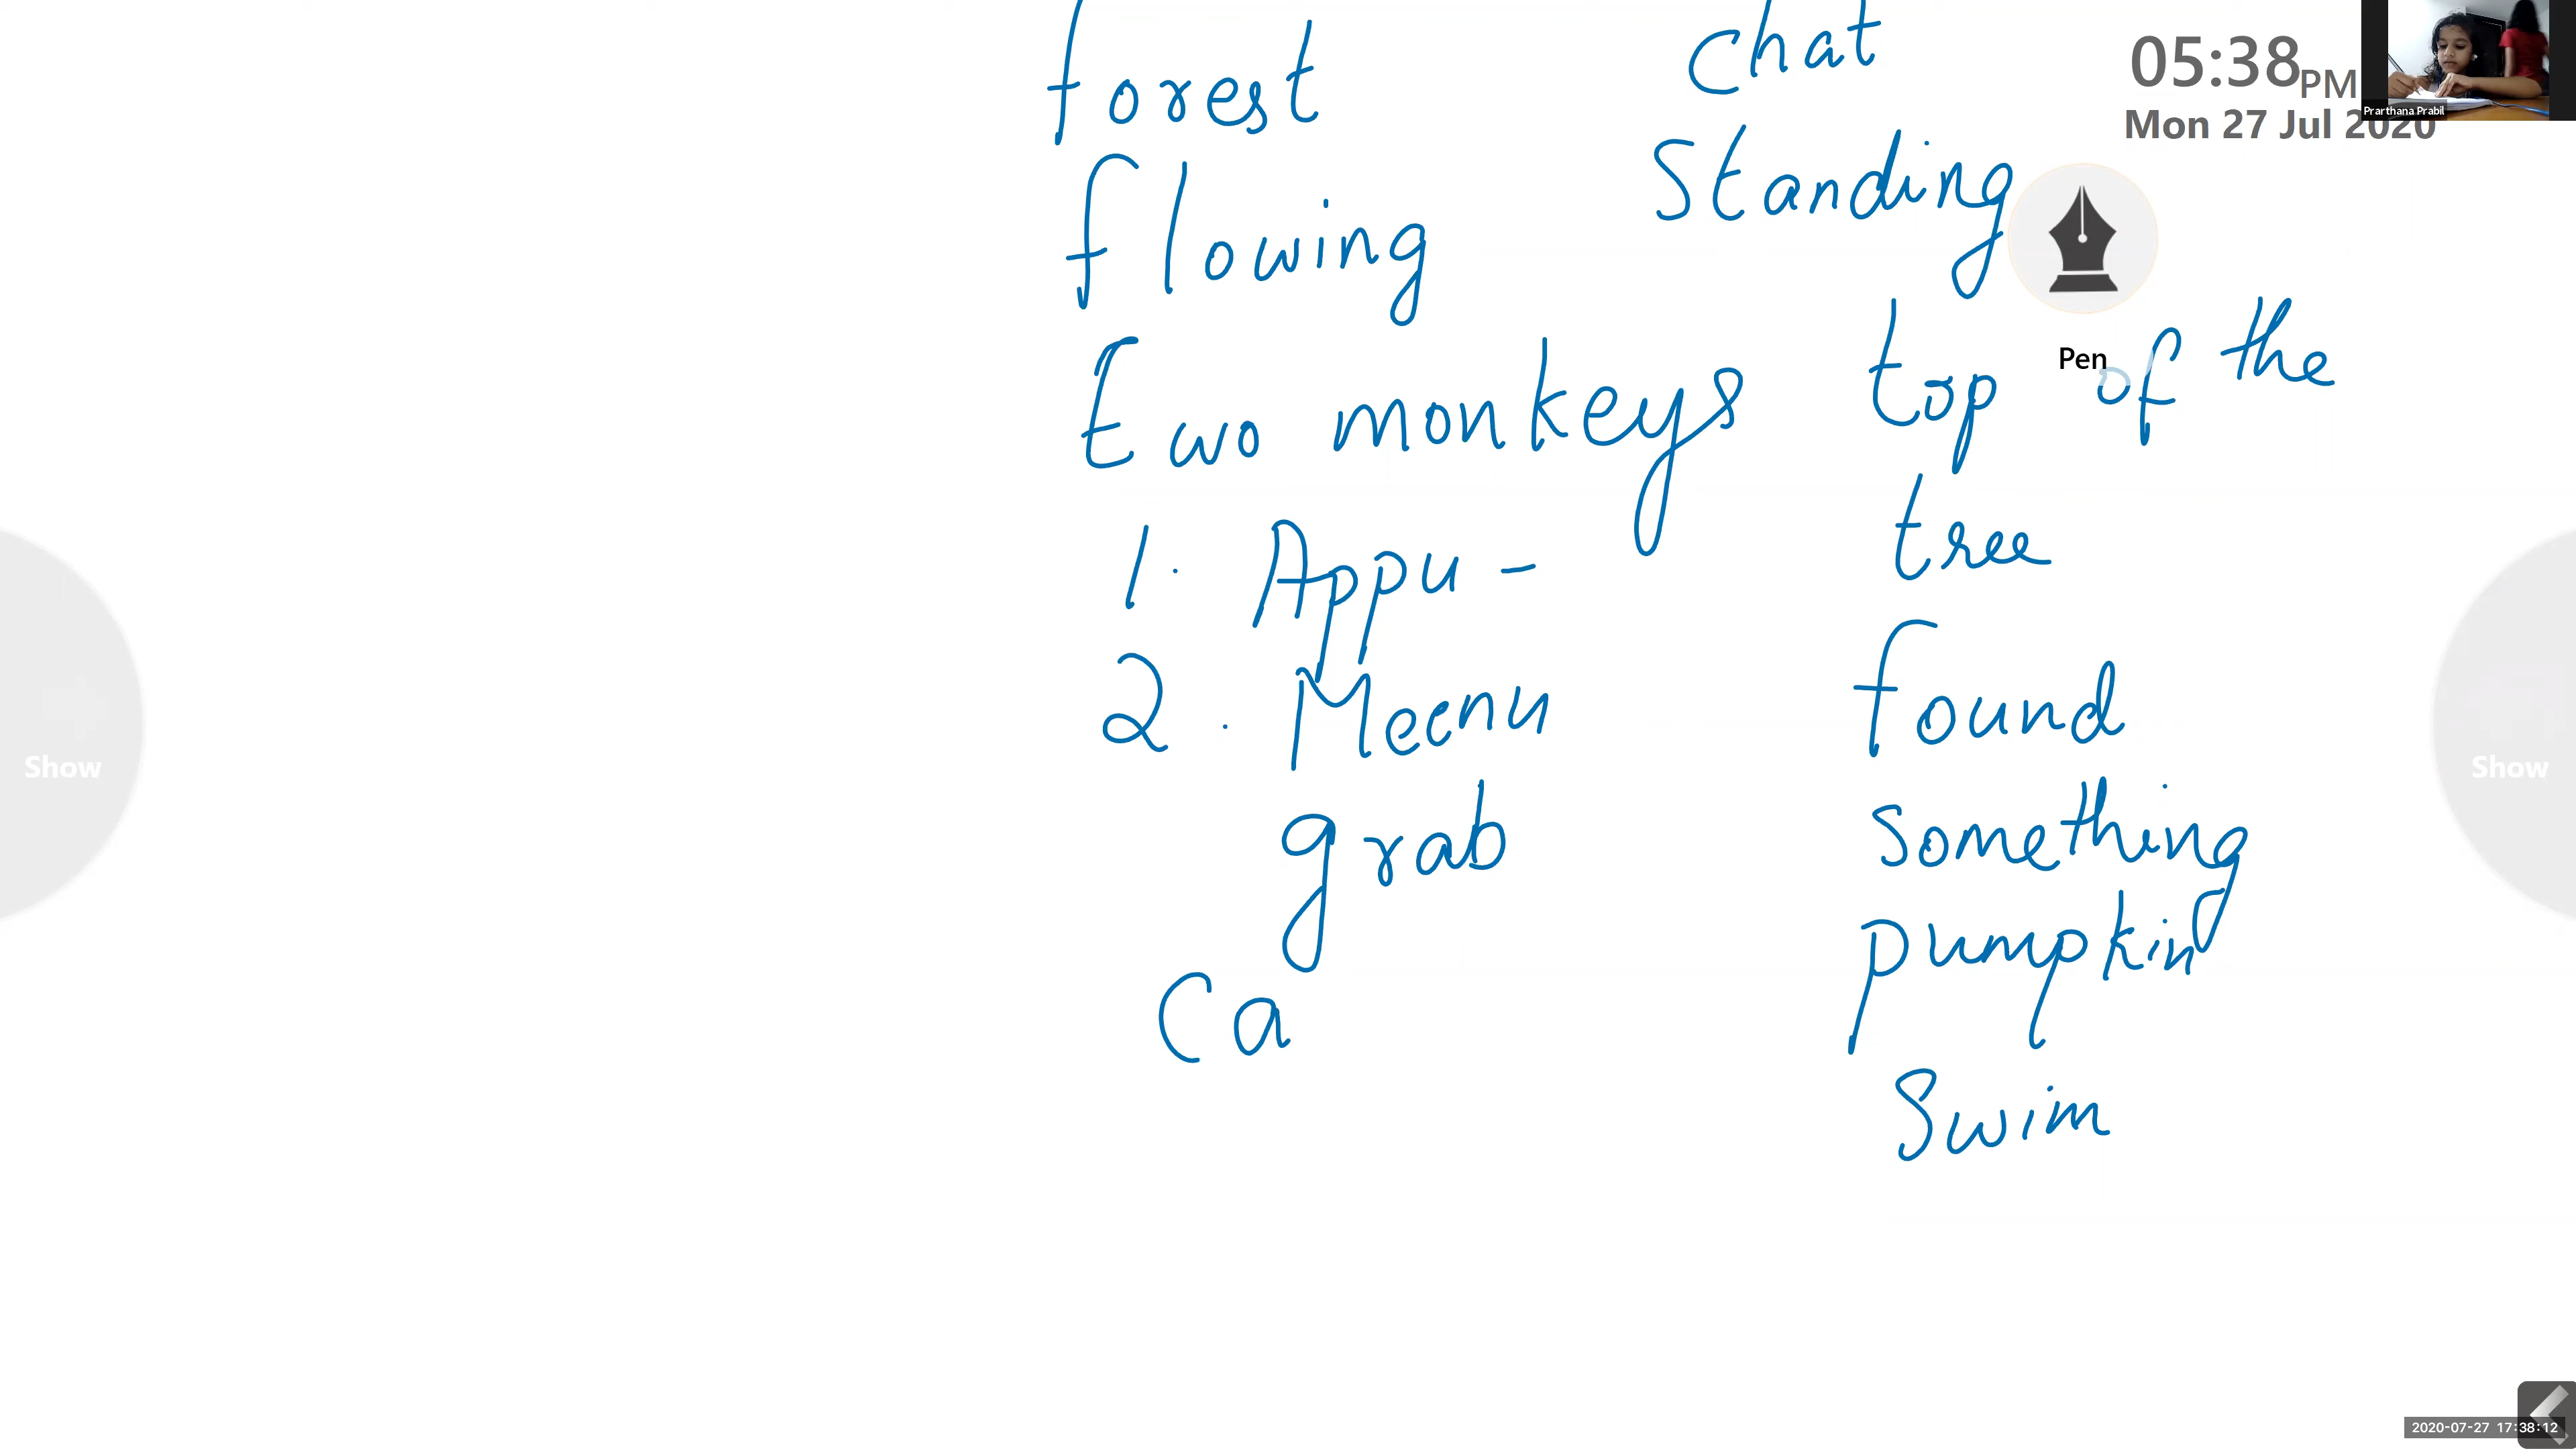 forest
flowing
two monkeys
1. Appu -
2. Meenu
grab
Ca
chat
Standing
top of the
tree
found
something
pumpkin
Swim
05:38PM
Mon 27 Jul 2020
Prarthana Prabil
Pen
Show
Show
2020-07-27 17:38:12